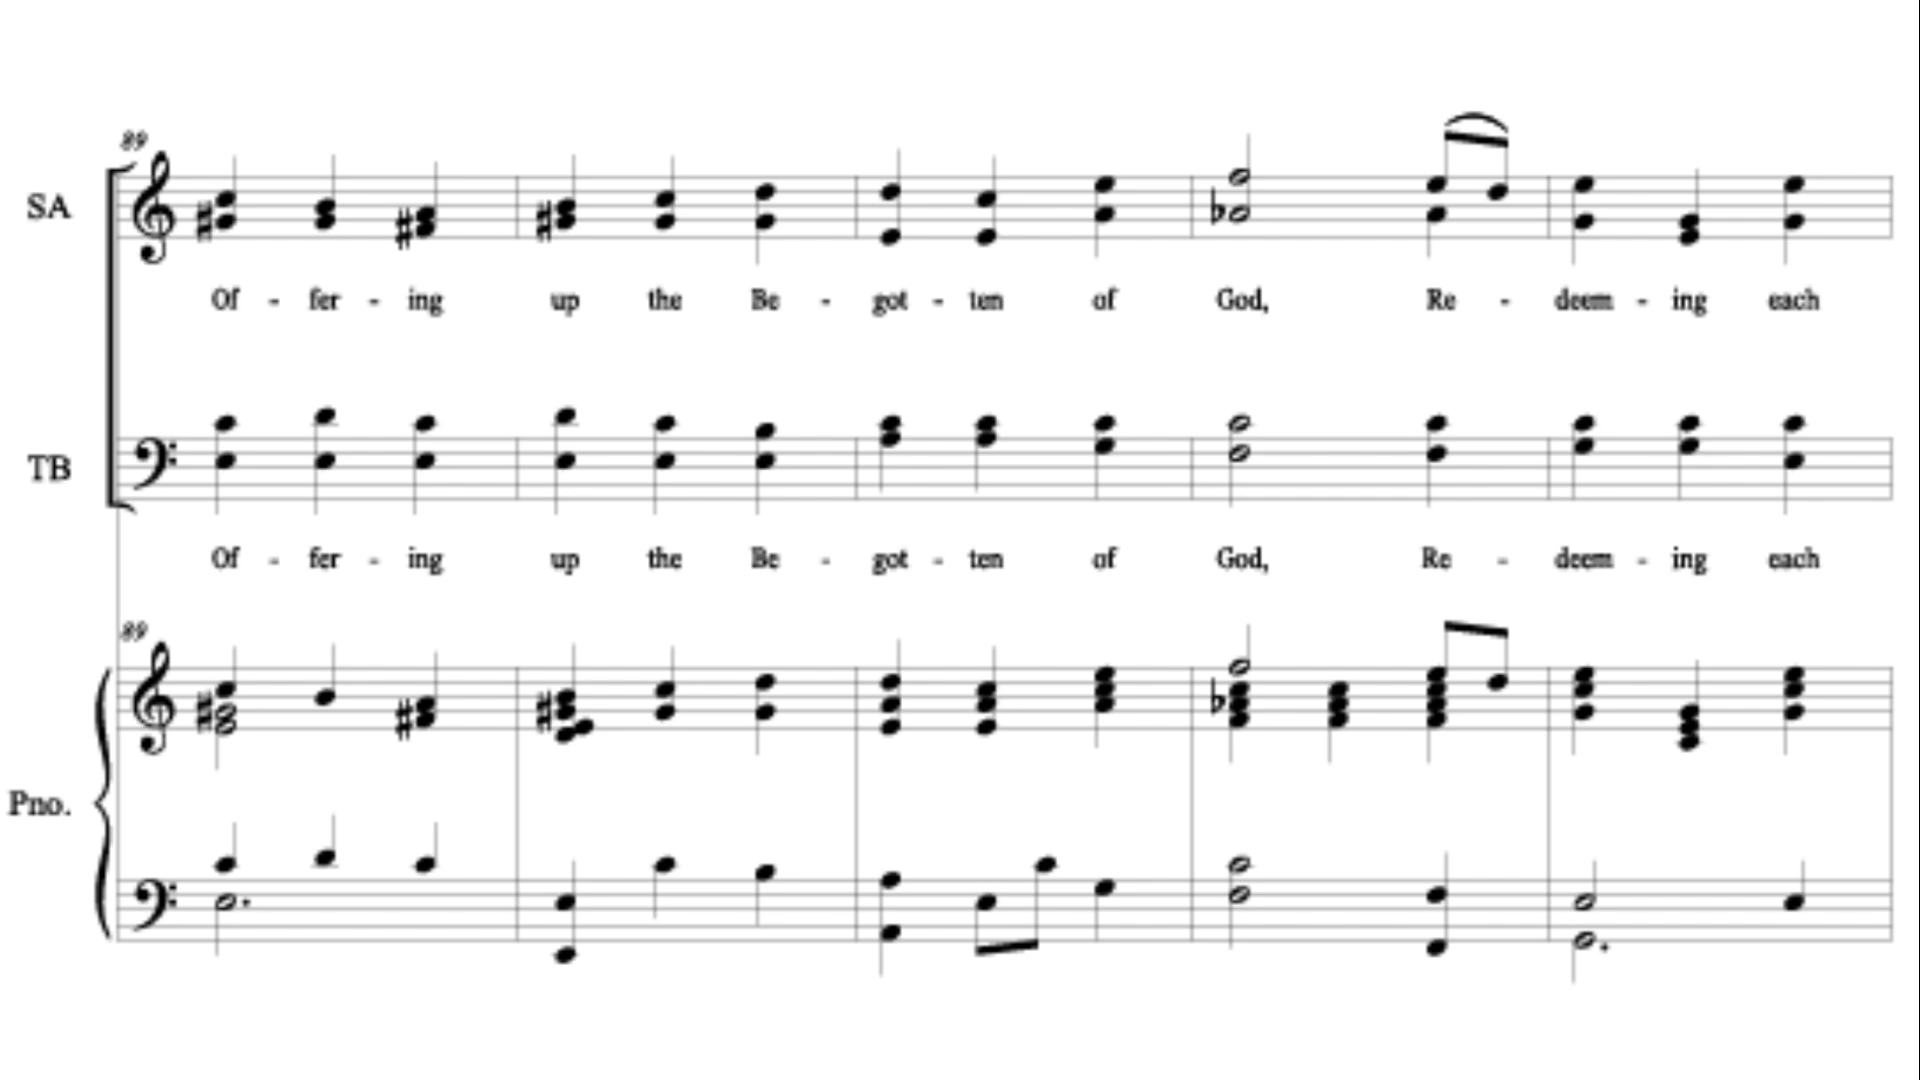 89
SA
Of - fer - ing up the Be - got - ten of God, Re - deem - ing each
TB
Of - fer - ing up the Be - got - ten of God, Re - deem - ing each
89
Pno.